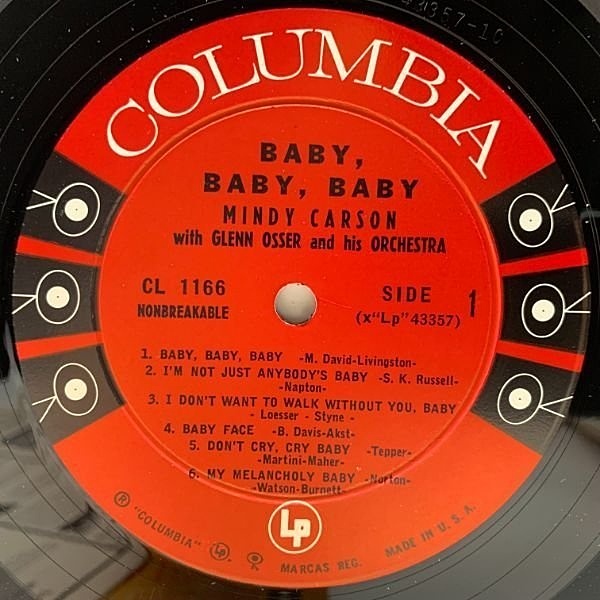 43357-1C
COLUMBIA
BABY,
BABY, BABY
MINDY CARSON
with GLENN OSSER and his ORCHESTRA
CL 1166
NONBREAKABLE
SIDE 1
(x"Lp"43357)
1. BABY, BABY, BABY -M. David-Livingston-
2. I'M NOT JUST ANYBODY'S BABY -S. K. Russell-
-Napton-
3. I DON'T WANT TO WALK WITHOUT YOU, BABY
- Loesser - Styne -
4. BABY FACE -B. Davis-Akst-
5. DON'T CRY, CRY BABY -Tepper-
-Martini-Maher-
6. MY MELANCHOLY BABY -Norton-
-Watson-Burnett-
® "COLUMBIA" Lp MARCAS REG. MADE IN U.S.A.
Lp